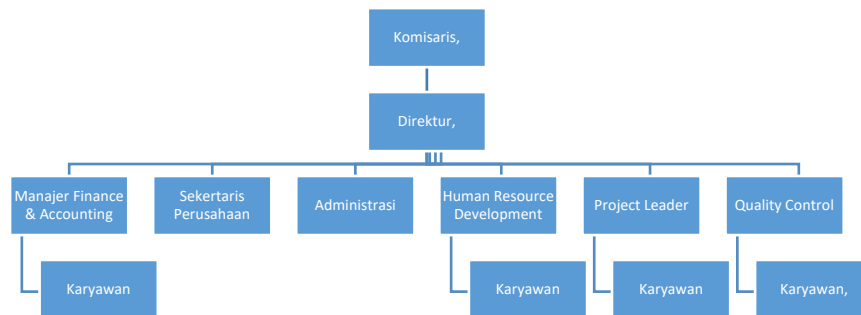 Komisaris,
Direktur,
Manajer Finance
& Accounting
Sekertaris
Perusahaan
Administrasi
Human Resource
Development
Project Leader
Quality Control
Karyawan
Karyawan
Karyawan
Karyawan,